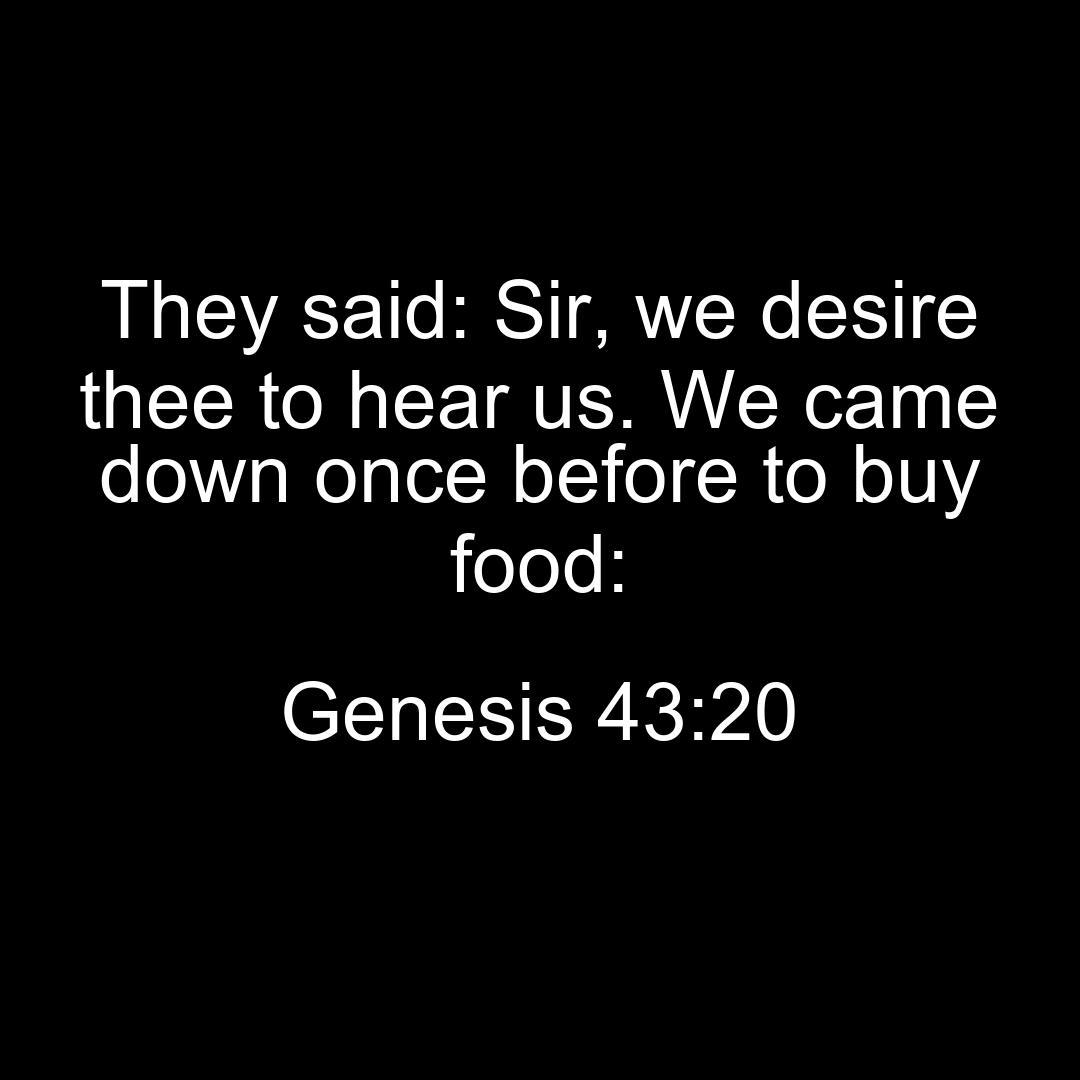 They said: Sir, we desire
thee to hear us. We came
down once before to buy
food:
Genesis 43:20